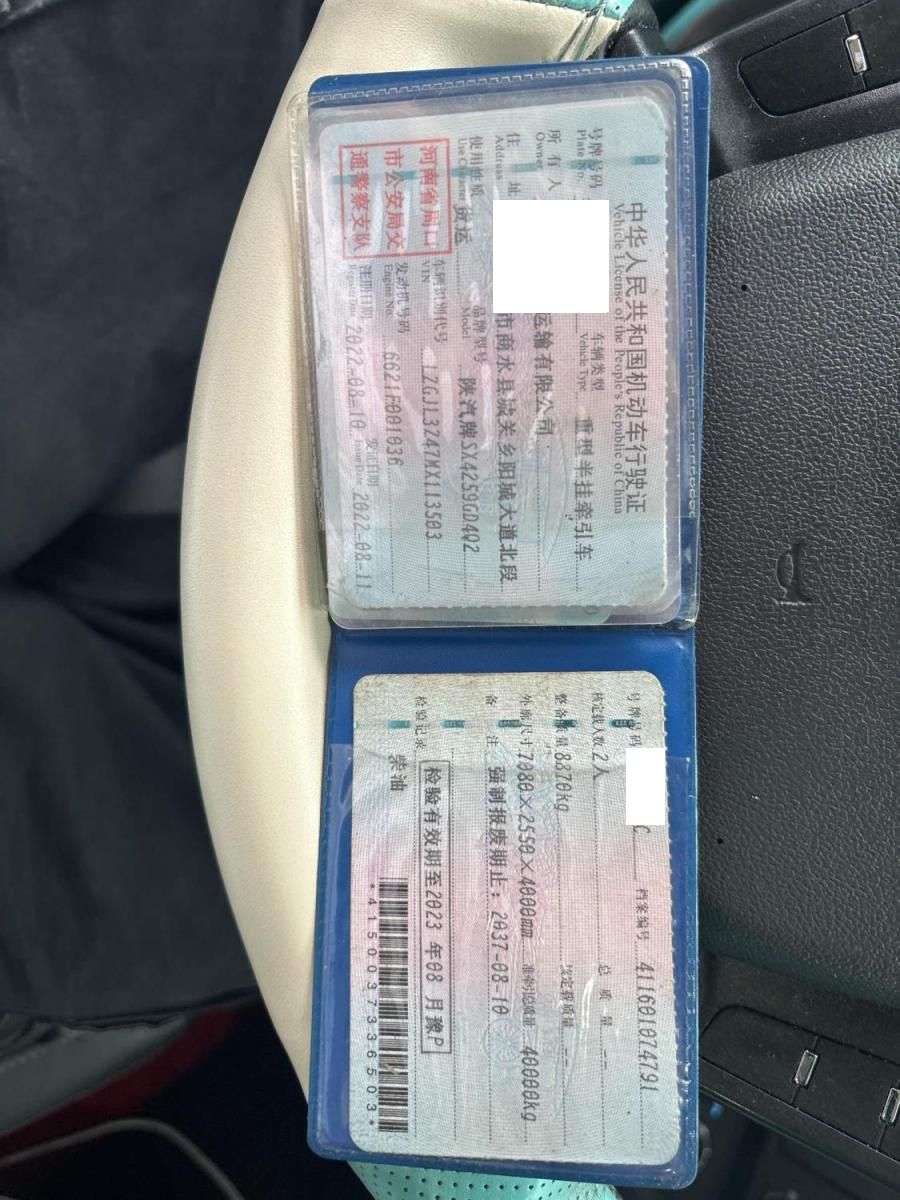 中华人民共和国机动车行驶证
Vehicle License of the People's Republic of China
号牌号码
Plate No.
车辆类型 重型半挂牵引车
Vehicle Type
所有人 运输有限公司
Owner
住址 市商水县城关乡阳城大道北段
Address
使用性质 货运 品牌型号 陕汽牌SX4259GD4Q2
Use Character Model
河南省周口
市公安局交
通警察支队
车辆识别代号 LZGJL3247MX113503
VIN
发动机号码 6621F001036
Engine No.
注册日期 2022-08-10 发证日期 2022-08-11
Register Date Issue Date
号牌号码 C 档案编号 411601074791
核定载人数 2人 总质量 --
整备质量 8870kg 核定载质量 --
外廓尺寸 7080×2550×4000mm 准牵引总质量 40000kg
备注 强制报废期止：2037-08-10
检验记录 检验有效期至2023 年08 月豫P
柴油
*4150037336503*